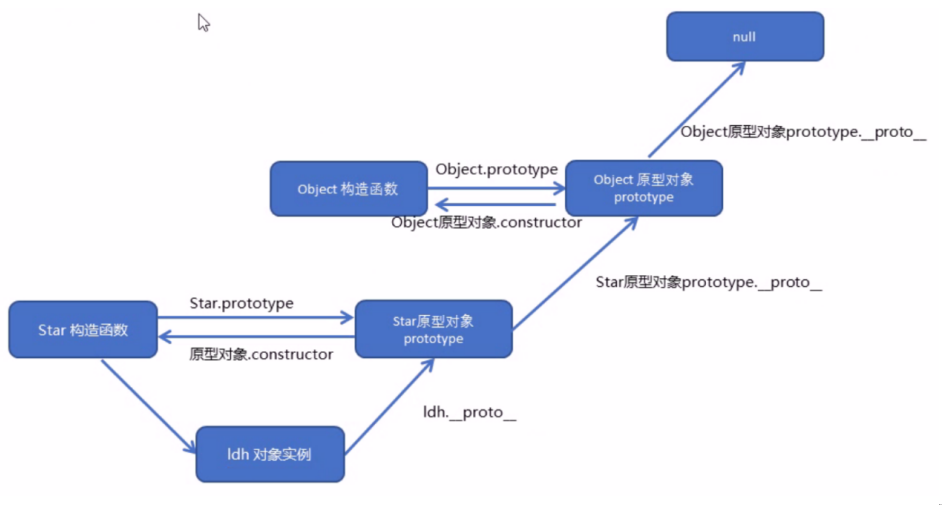 null
Object原型对象prototype.__proto__
Object.prototype
Object 构造函数
Object 原型对象
prototype
Object原型对象.constructor
Star原型对象prototype.__proto__
Star.prototype
Star 构造函数
Star原型对象
prototype
原型对象.constructor
ldh.__proto__
ldh 对象实例